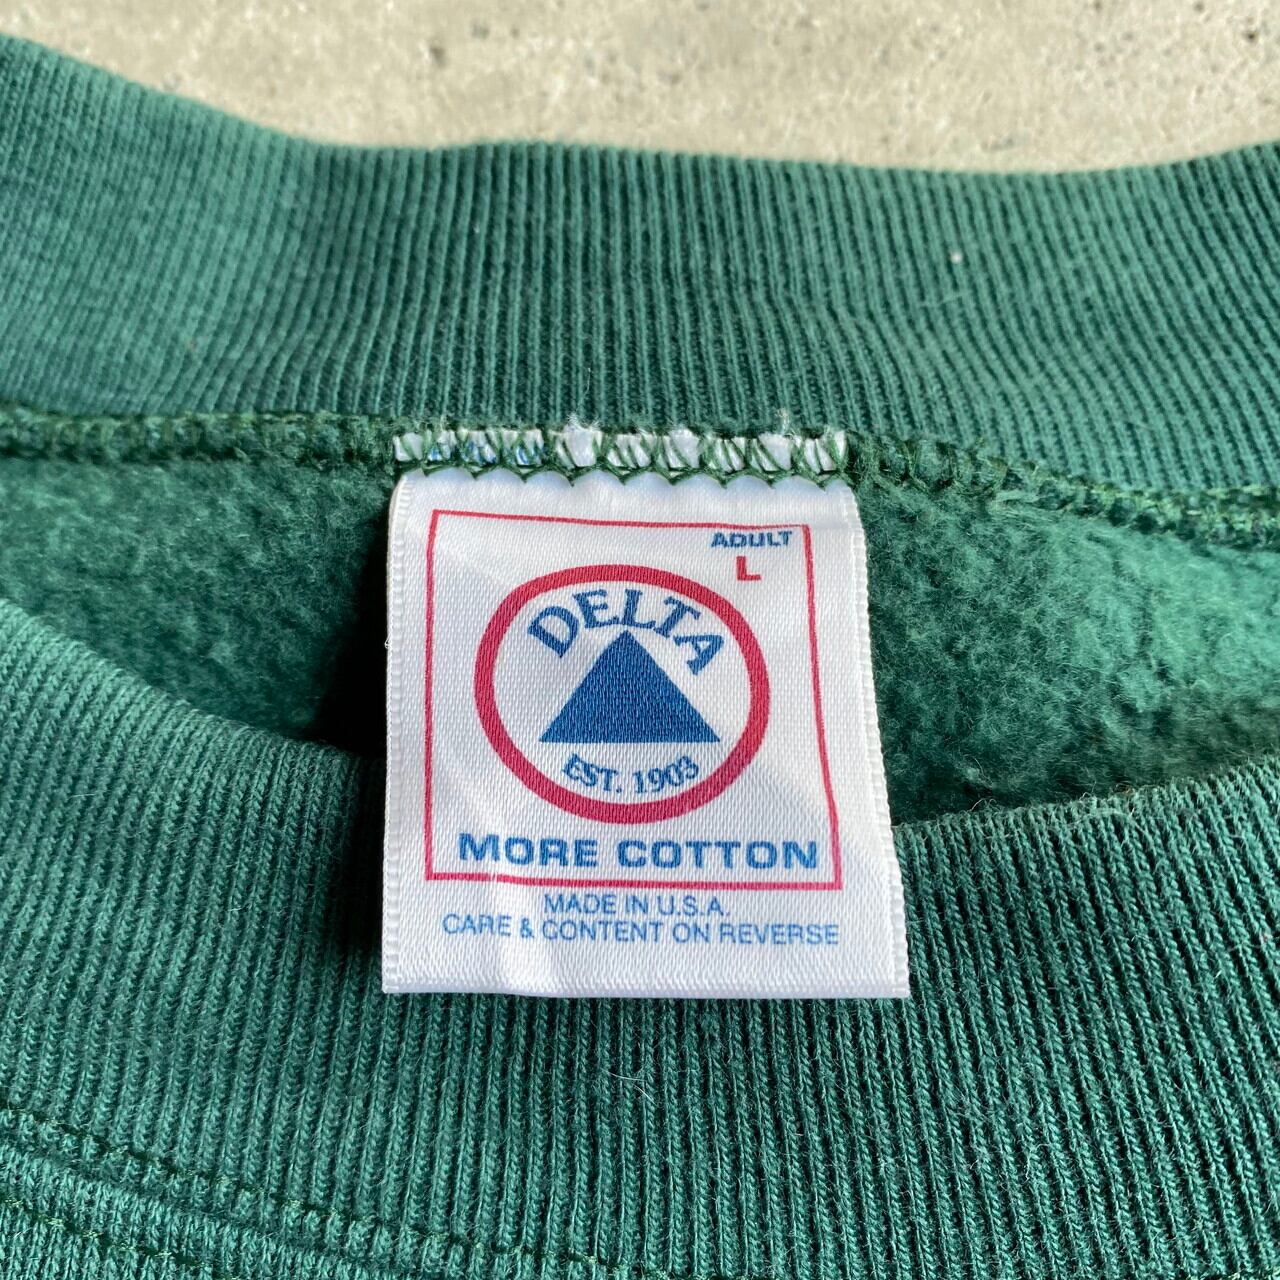 ADULT
L
DELTA
EST. 1903
MORE COTTON
MADE IN U.S.A.
CARE & CONTENT ON REVERSE